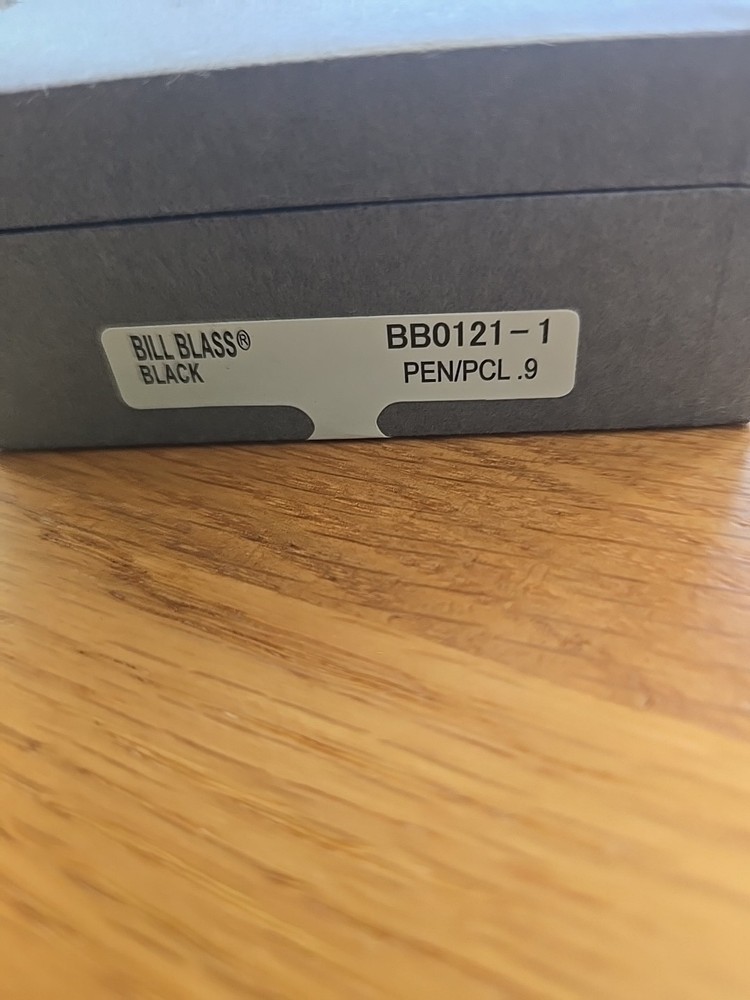 BILL BLASS®
BLACK
BB0121-1
PEN/PCL .9